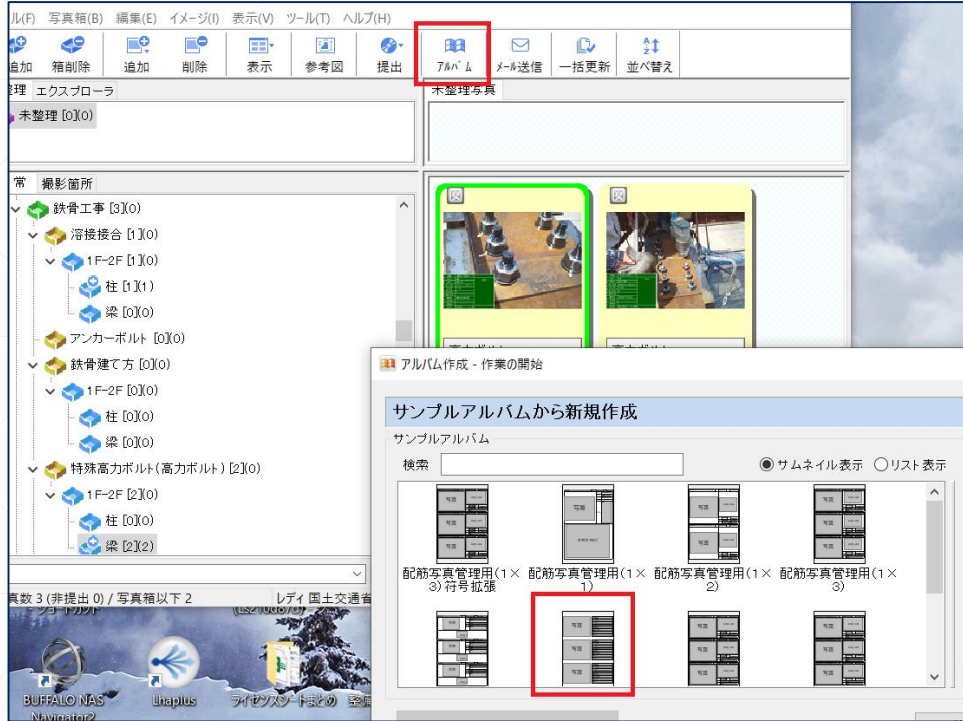 ル(F) 写真箱(B) 編集(E) イメージ(I) 表示(V) ツール(T) ヘルプ(H)
追加 箱削除 追加 削除 表示 参考図 提出 アルバム メール送信 一括更新 並べ替え
整理 エクスプローラ
未整理写真
未整理 [0](0)
常 撮影箇所
鉄骨工事 [3](0)
溶接接合 [1](0)
1F-2F [1](0)
柱 [1](1)
梁 [0](0)
アンカーボルト [0](0)
鉄骨建て方 [0](0)
1F-2F [0](0)
柱 [0](0)
梁 [0](0)
特殊高力ボルト(高力ボルト) [2](0)
1F-2F [2](0)
柱 [0](0)
梁 [2](2)
真数 3 (非提出 0) / 写真箱以下 2
レディ 国土交通省
アルバム作成 - 作業の開始
サンプルアルバムから新規作成
サンプルアルバム
検索
サムネイル表示 リスト表示
写真 写真 写真 写真
配筋写真管理用(1×3)符号拡張
配筋写真管理用(1×1)
配筋写真管理用(1×2)
配筋写真管理用(1×3)
写真 写真 写真
BUFFALO NAS Navigator2
Lhaplus
ライセンスシートまとめ